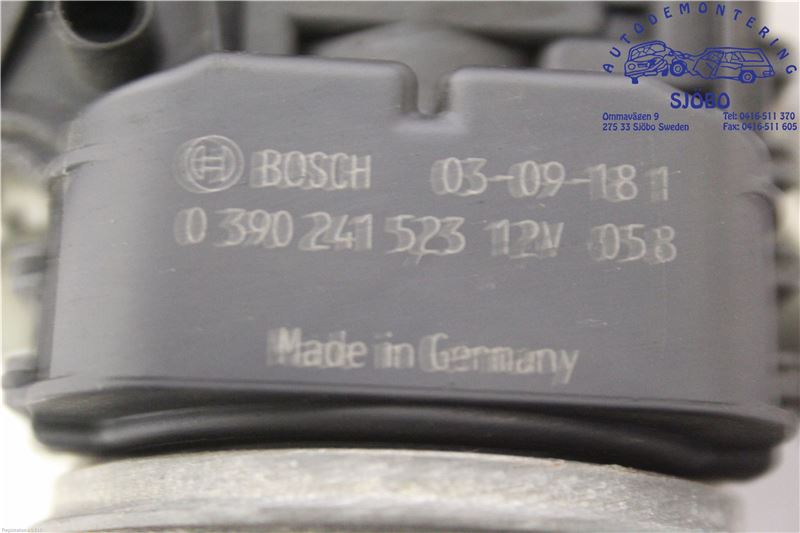 AUTODEMONTERING
SJÖBO
Ommavägen 9 Tel: 0416-511 370
275 33 Sjöbo Sweden Fax: 0416-511 605
BOSCH 03-09-18 1
0 390 241 523 12V 058
Made in Germany